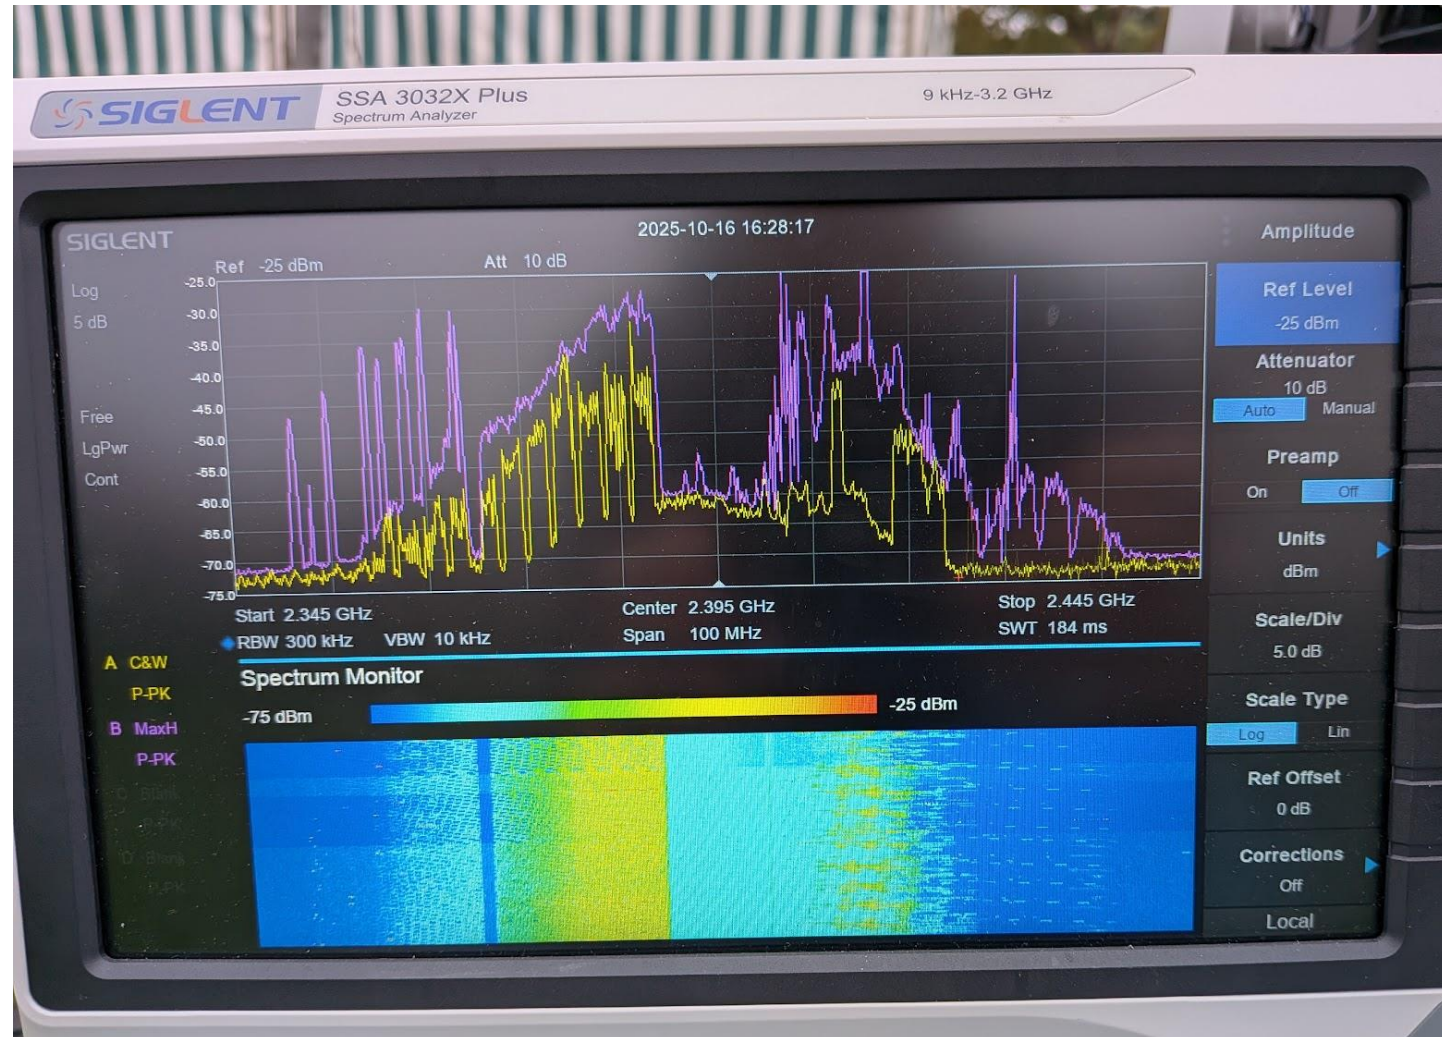 SIGLENT
SSA 3032X Plus
Spectrum Analyzer
9 kHz-3.2 GHz
SIGLENT
2025-10-16 16:28:17
Ref -25 dBm
Att 10 dB
Log
5 dB
Free
LgPwr
Cont
-25.0
-30.0
-35.0
-40.0
-45.0
-50.0
-55.0
-60.0
-65.0
-70.0
-75.0
Start 2.345 GHz
Center 2.395 GHz
Stop 2.445 GHz
RBW 300 kHz
VBW 10 kHz
Span 100 MHz
SWT 184 ms
A C&W
P-PK
B MaxH
P-PK
C Blank
P-PK
D Blank
P-PK
Spectrum Monitor
-75 dBm
-25 dBm
Amplitude
Ref Level
-25 dBm
Attenuator
10 dB
Auto Manual
Preamp
On Off
Units
dBm
Scale/Div
5.0 dB
Scale Type
Log Lin
Ref Offset
0 dB
Corrections
Off
Local